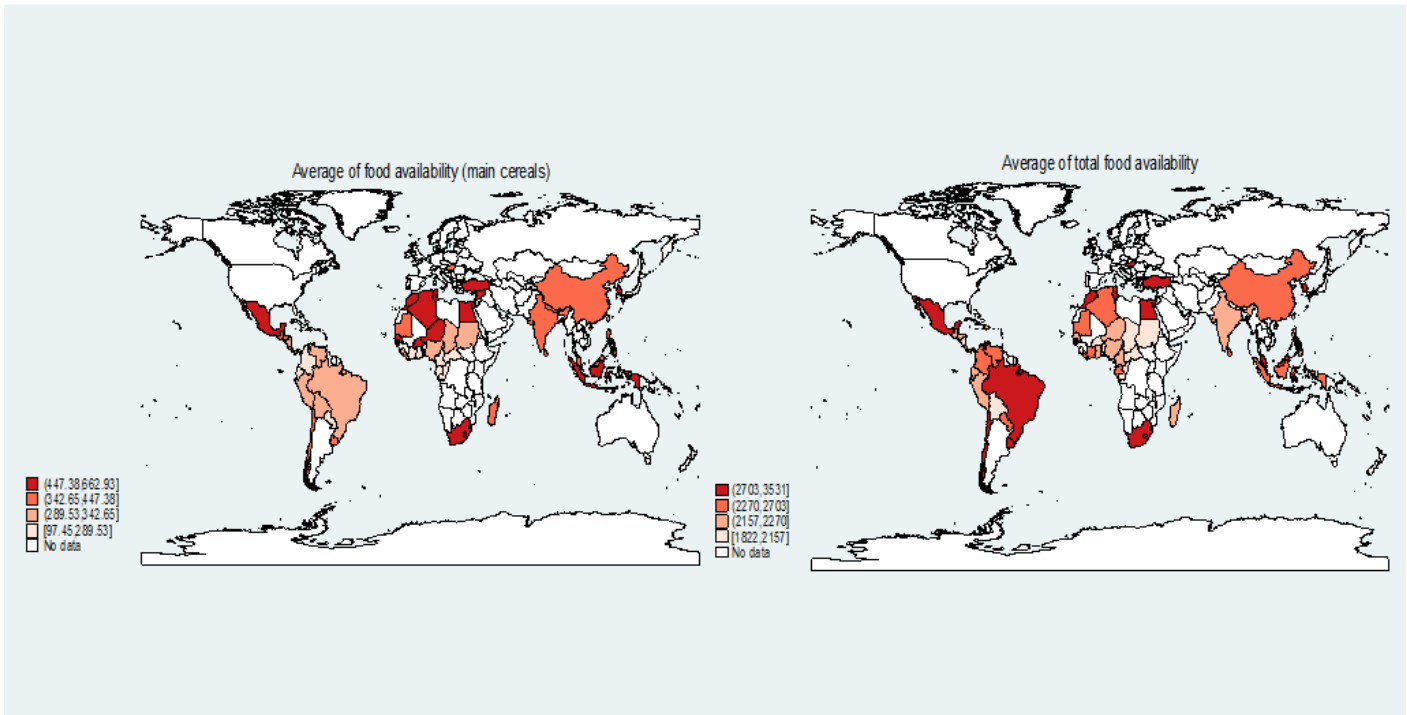 Average of food availability (main cereals)
(447.38,662.93]
(342.65,447.38]
(289.53,342.65]
[97.45,289.53]
No data
Average of total food availability
(2703,3531]
(2270,2703]
(2157,2270]
[1822,2157]
No data